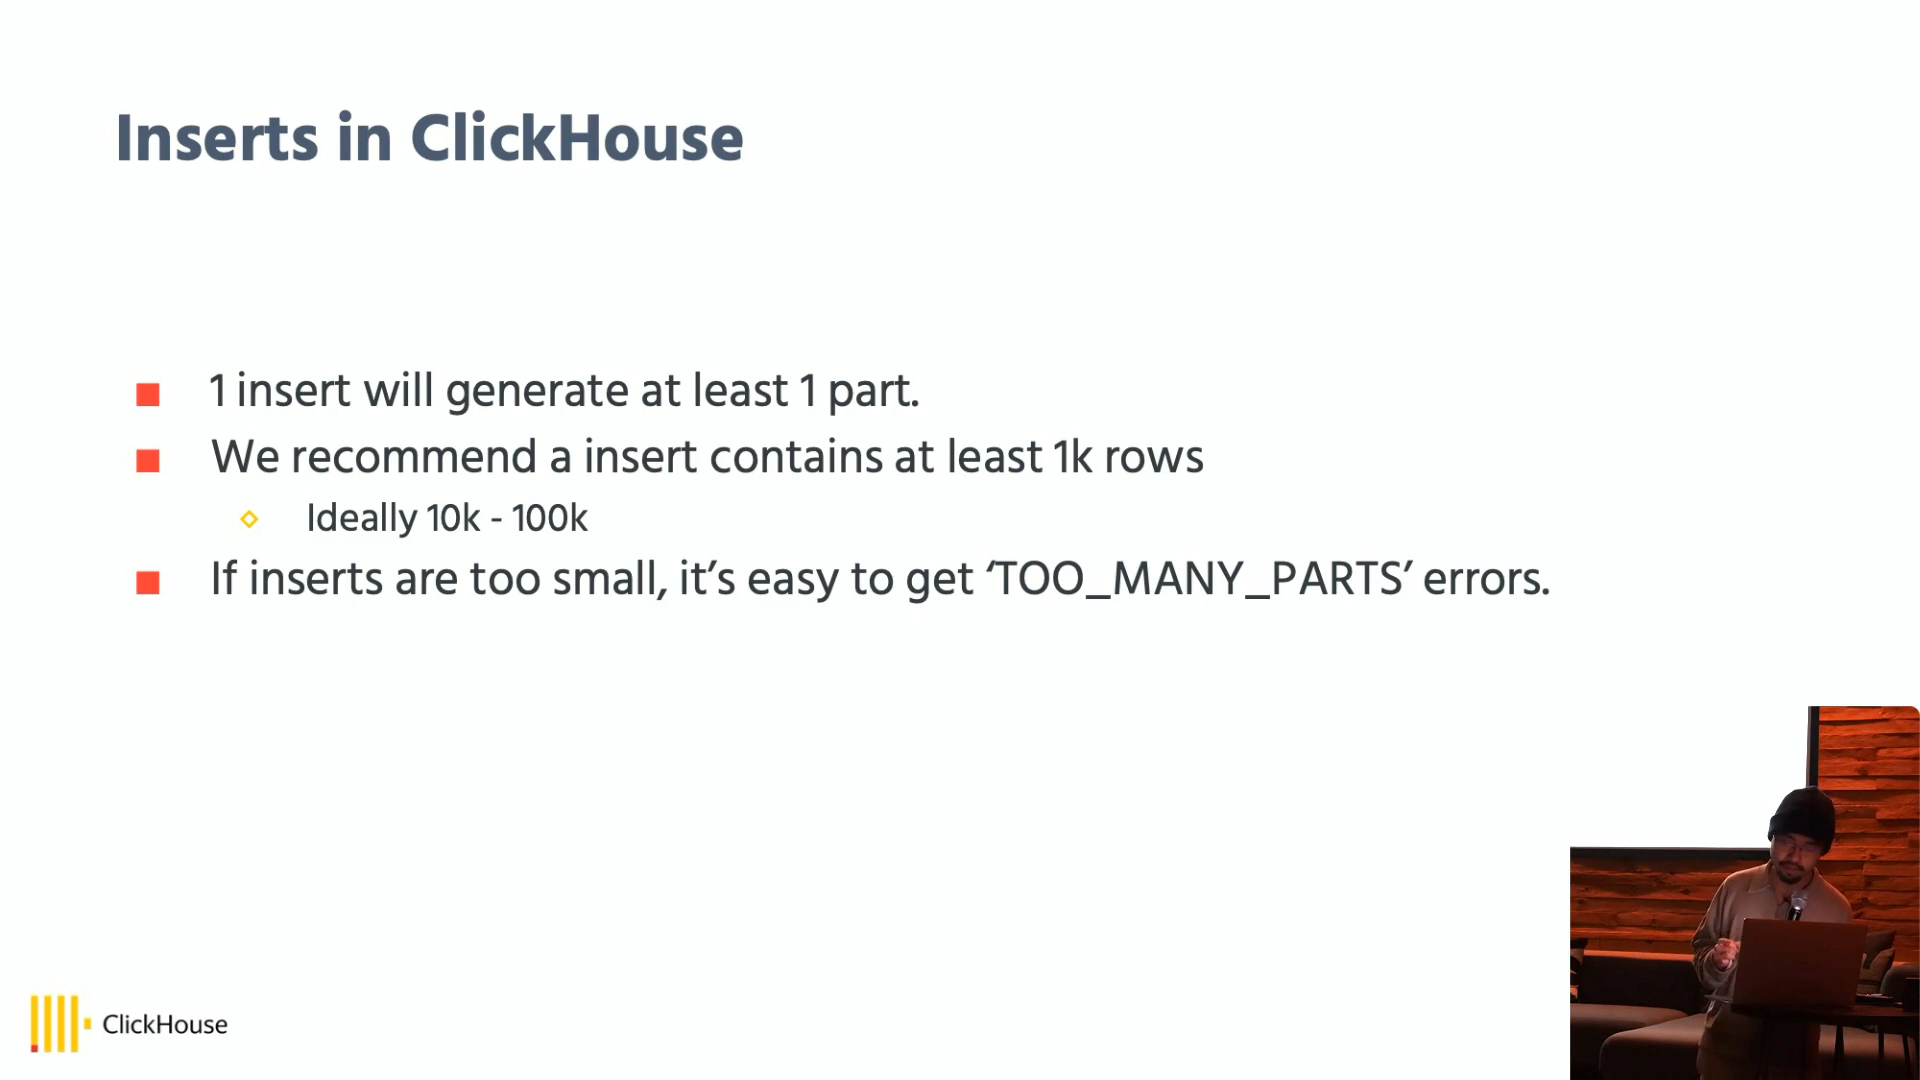 Inserts in ClickHouse
1 insert will generate at least 1 part.
We recommend a insert contains at least 1k rows
Ideally 10k - 100k
If inserts are too small, it's easy to get ‘TOO_MANY_PARTS’ errors.
ClickHouse